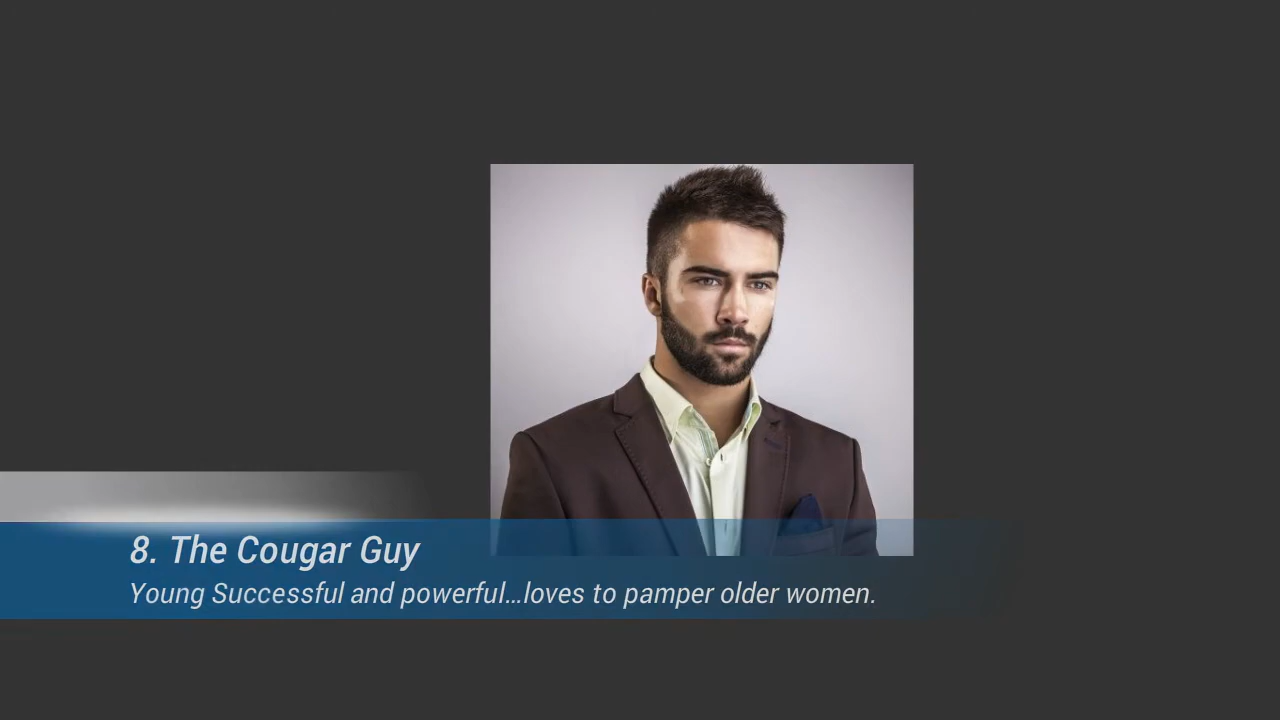 8. The Cougar Guy
Young Successful and powerful...loves to pamper older women.